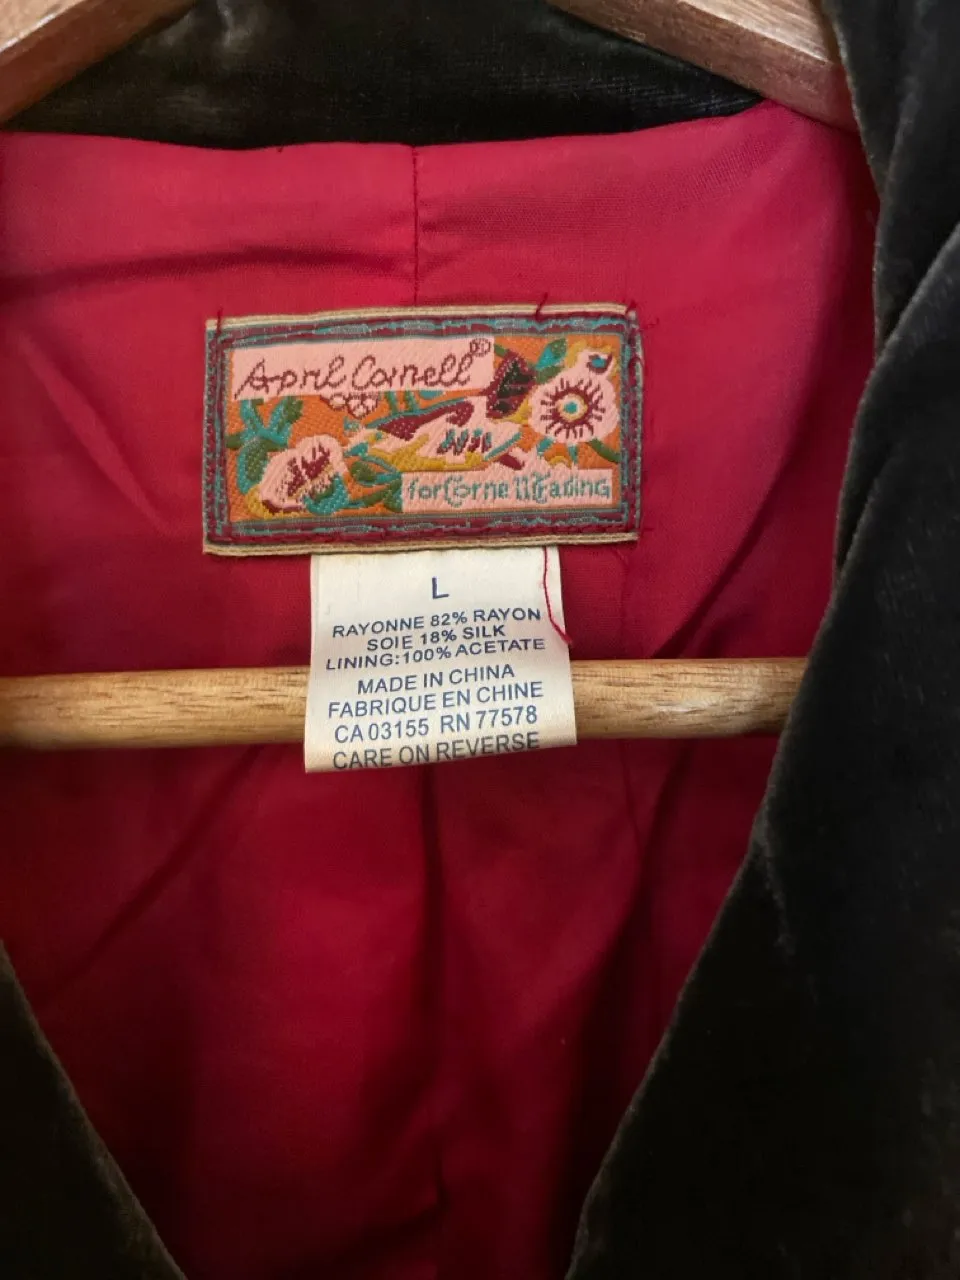 April Cornell®
for Cornell Trading
L
RAYONNE 82% RAYON
SOIE 18% SILK
LINING:100% ACETATE
MADE IN CHINA
FABRIQUE EN CHINE
CA 03155 RN 77578
CARE ON REVERSE